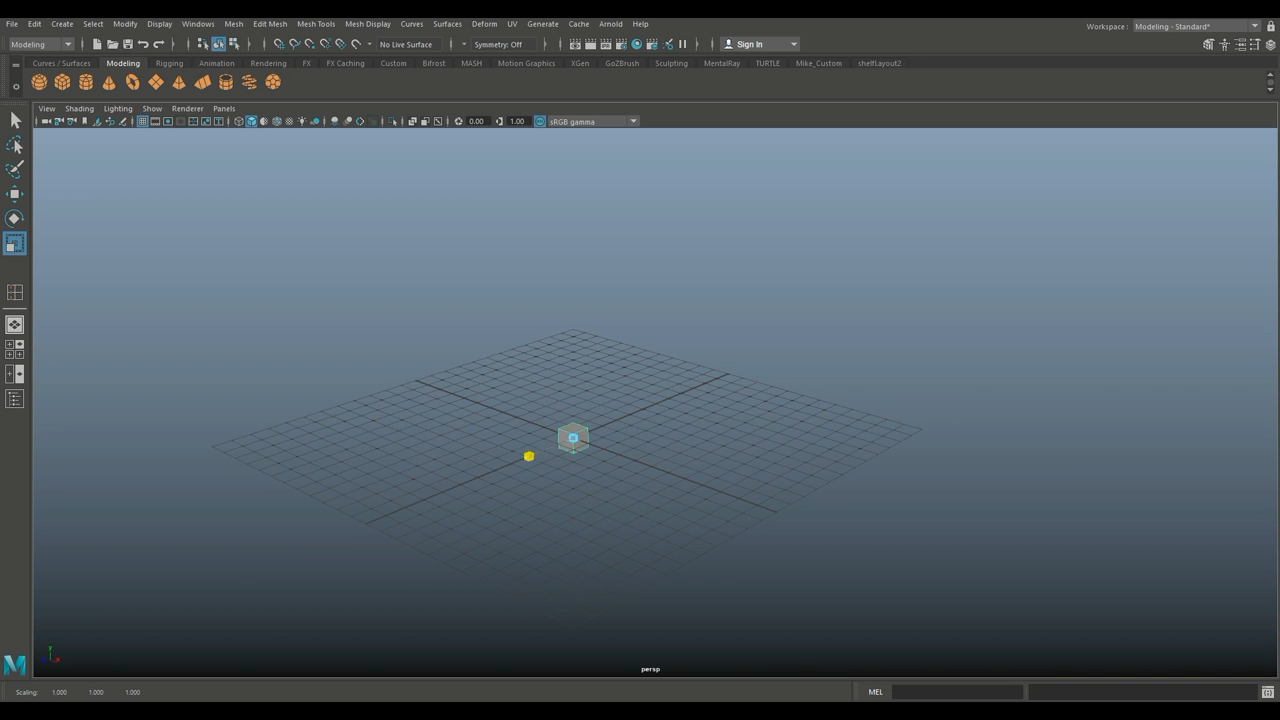 File Edit Create Select Modify Display Windows Mesh Edit Mesh Mesh Tools Mesh Display Curves Surfaces Deform UV Generate Cache Arnold Help
Workspace : Modeling - Standard*
Modeling No Live Surface Symmetry: Off Sign In
Curves / Surfaces Modeling Rigging Animation Rendering FX FX Caching Custom Bifrost MASH Motion Graphics XGen GoZBrush Sculpting MentalRay TURTLE Mike_Custom shelfLayout2
View Shading Lighting Show Renderer Panels
0.00 1.00 sRGB gamma
persp
Scaling: 1.000 1.000 1.000 MEL